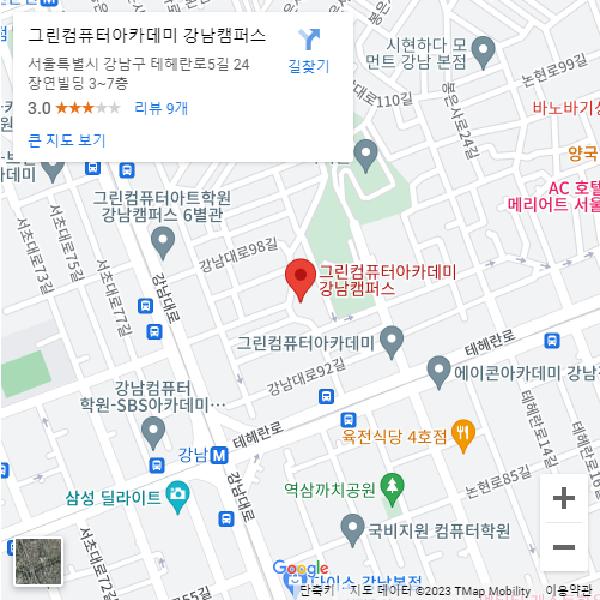 그린컴퓨터아카데미 강남캠퍼스
서울특별시 강남구 테헤란로5길 24
장연빌딩 3~7층
3.0
리뷰 9개
큰 지도 보기
길찾기
시현하다 모
먼트 강남 본점
논현로99길
대로110길
봉은사로24길
바노바기성
양국
AC 호텔
메리어트 서울
그린컴퓨터아트학원
강남캠퍼스 6별관
강남대로98길
서초대로73길
서초대로75길
서초대로77길
강남대로
그린컴퓨터아카데미
강남캠퍼스
그린컴퓨터아카데미
테헤란로
에이콘아카데미 강남
강남대로92길
강남컴퓨터
학원-SBS아카데미…
테헤란로
육전식당 4호점
테헤란로14길
테헤란로16
강남
M
강남대로
삼성 딜라이트
역삼까치공원
논현로85길
국비지원 컴퓨터학원
서초대로72길
로55길
Google
다이소 강남본점
단축키
지도 데이터 ©2023 TMap Mobility
이용약관